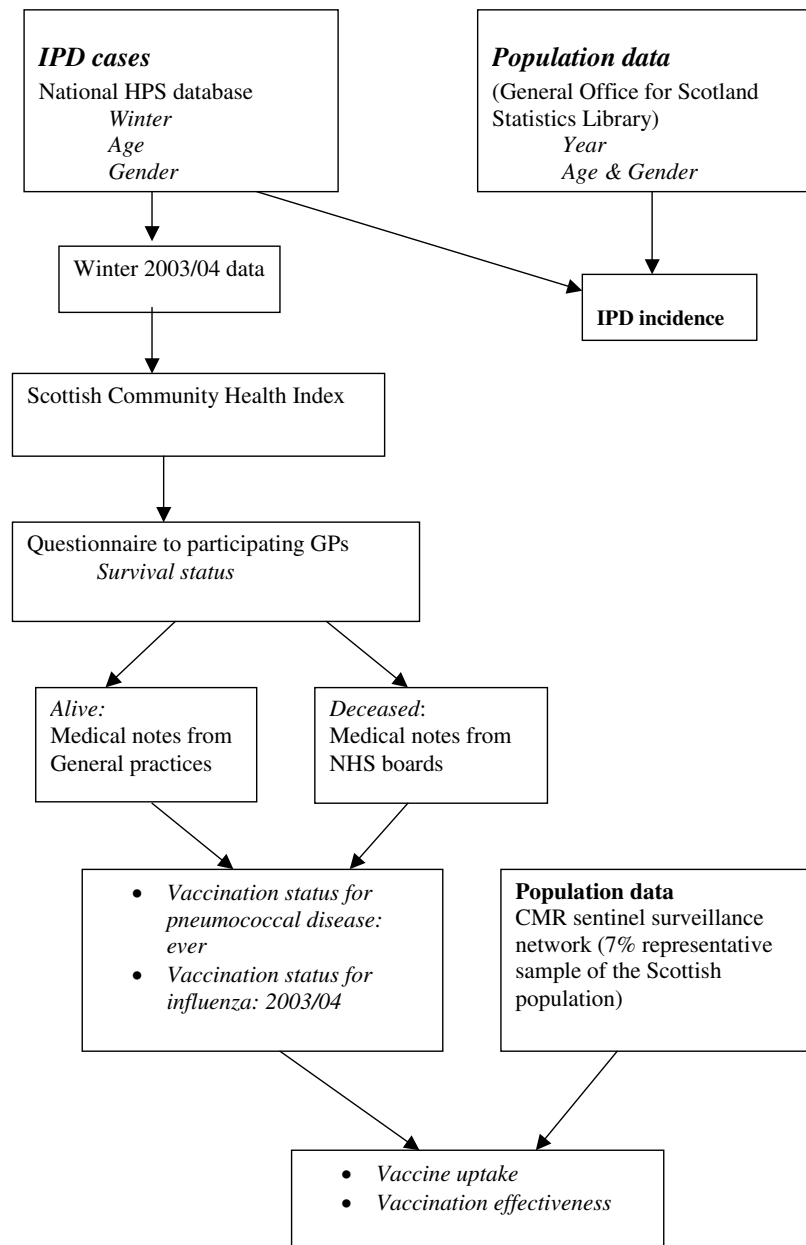 IPD cases
National HPS database
Winter
Age
Gender
Population data
(General Office for Scotland
Statistics Library)
Year
Age & Gender
Winter 2003/04 data
IPD incidence
Scottish Community Health Index
Questionnaire to participating GPs
Survival status
Alive:
Medical notes from
General practices
Deceased:
Medical notes from
NHS boards
• Vaccination status for
pneumococcal disease:
ever
• Vaccination status for
influenza: 2003/04
Population data
CMR sentinel surveillance
network (7% representative
sample of the Scottish
population)
• Vaccine uptake
• Vaccination effectiveness